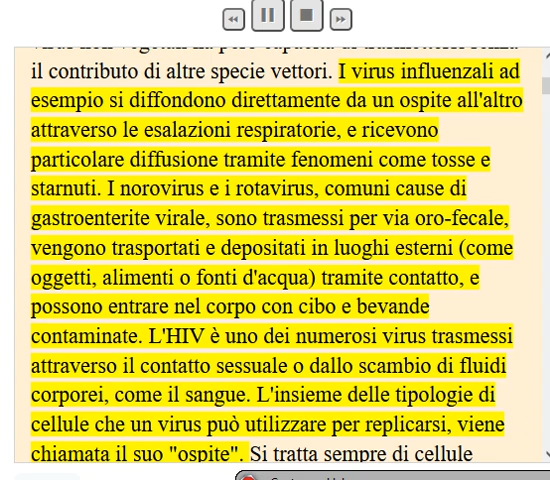 il contributo di altre specie vettori. I virus influenzali ad
esempio si diffondono direttamente da un ospite all'altro
attraverso le esalazioni respiratorie, e ricevono
particolare diffusione tramite fenomeni come tosse e
starnuti. I norovirus e i rotavirus, comuni cause di
gastroenterite virale, sono trasmessi per via oro-fecale,
vengono trasportati e depositati in luoghi esterni (come
oggetti, alimenti o fonti d'acqua) tramite contatto, e
possono entrare nel corpo con cibo e bevande
contaminate. L'HIV è uno dei numerosi virus trasmessi
attraverso il contatto sessuale o dallo scambio di fluidi
corporei, come il sangue. L'insieme delle tipologie di
cellule che un virus può utilizzare per replicarsi, viene
chiamata il suo "ospite". Si tratta sempre di cellule